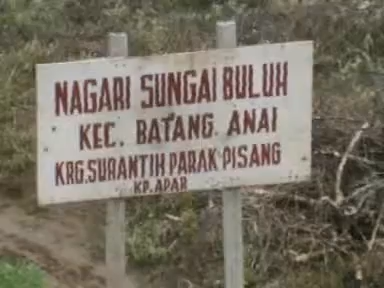 NAGARI SUNGAI BULUH
KEC. BATANG. ANAI
KRG.SURANTIH PARAK PISANG
KP.APAR